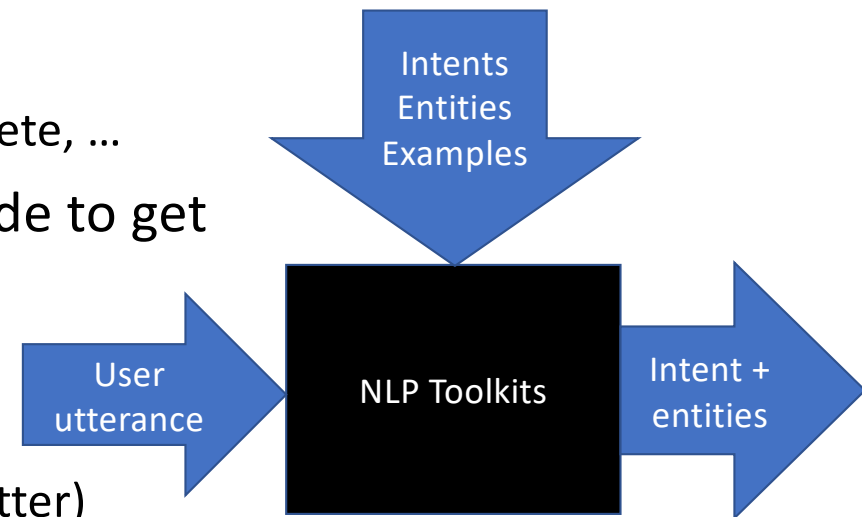 Intents
Entities
Examples
ete, …
de to get
User
utterance
NLP Toolkits
Intent +
entities
tter)